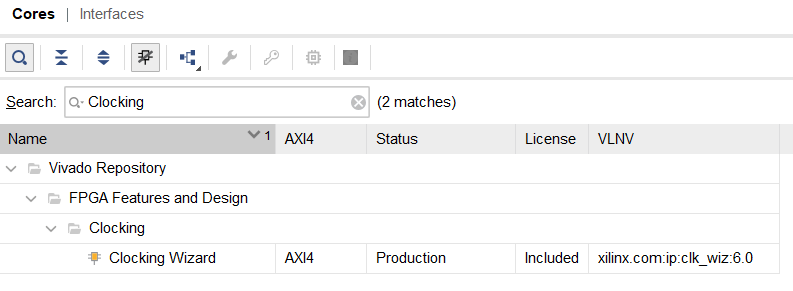 Cores | Interfaces
Search: Clocking (2 matches)
Name 1 AXI4 Status License VLNV
Vivado Repository
FPGA Features and Design
Clocking
Clocking Wizard AXI4 Production Included xilinx.com:ip:clk_wiz:6.0